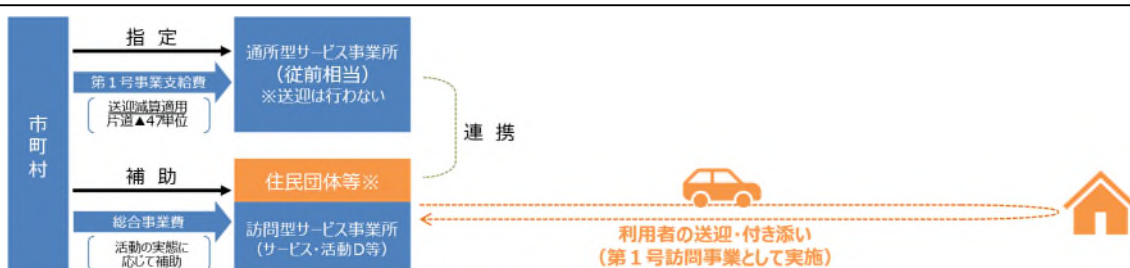 市町村
指 定
第１号事業支給費
送迎減算適用
片道▲47単位
通所型サービス事業所
(従前相当)
※送迎は行わない
連 携
補 助
総合事業費
活動の実態に
応じて補助
住民団体等※
訪問型サービス事業所
(サービス・活動D等)
利用者の送迎・付き添い
(第１号訪問事業として実施)